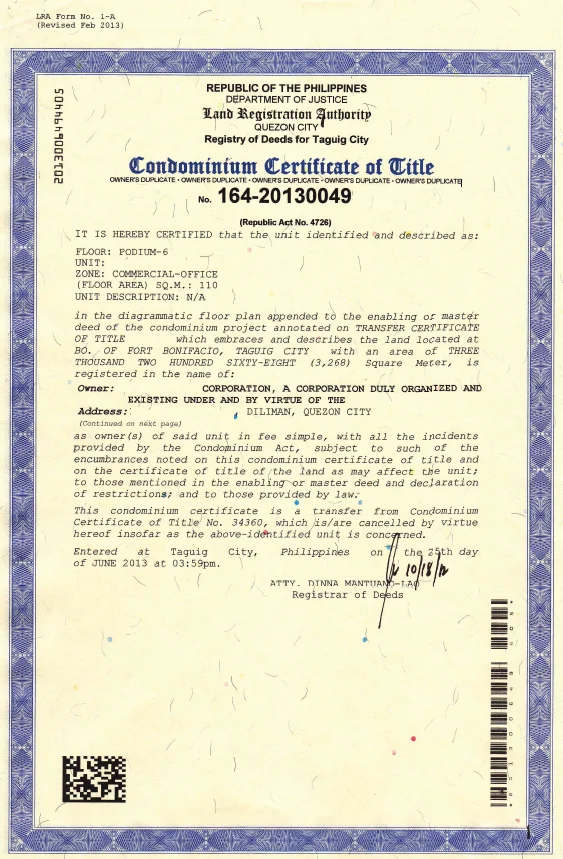 LRA Form No. 1-A
(Revised Feb 2013)
REPUBLIC OF THE PHILIPPINES
DEPARTMENT OF JUSTICE
Land Registration Authority
QUEZON CITY
Registry of Deeds for Taguig City
Condominium Certificate of Title
OWNER'S DUPLICATE • OWNER'S DUPLICATE • OWNER'S DUPLICATE • OWNER'S DUPLICATE • OWNER'S DUPLICATE
No. 164-20130049
(Republic Act No. 4726)
IT IS HEREBY CERTIFIED that the unit identified and described as:
FLOOR: PODIUM-6
UNIT:
ZONE: COMMERCIAL-OFFICE
(FLOOR AREA) SQ.M.: 110
UNIT DESCRIPTION: N/A
in the diagrammatic floor plan appended to the enabling or master
deed of the condominium project annotated on TRANSFER CERTIFICATE
OF TITLE which embraces and describes the land located at
BO. OF FORT BONIFACIO, TAGUIG CITY with an area of THREE
THOUSAND TWO HUNDRED SIXTY-EIGHT (3,268) Square Meter, is
registered in the name of:
Owner: CORPORATION, A CORPORATION DULY ORGANIZED AND
EXISTING UNDER AND BY VIRTUE OF THE
Address: , DILIMAN, QUEZON CITY
(Continued on next page)
as owner(s) of said unit in fee simple, with all the incidents
provided by the Condominium Act, subject to such of the
encumbrances noted on this condominium certificate of title and
on the certificate of title of the land as may affect the unit;
to those mentioned in the enabling or master deed and declaration
of restrictions; and to those provided by law.
This condominium certificate is a transfer from Condominium
Certificate of Title No. 34360, which is/are cancelled by virtue
hereof insofar as the above-identified unit is concerned.
Entered at Taguig City, Philippines on the 25th day
of JUNE 2013 at 03:59pm.
10/18/12
ATTY. DINNA MANTUANO-LAO
Registrar of Deeds